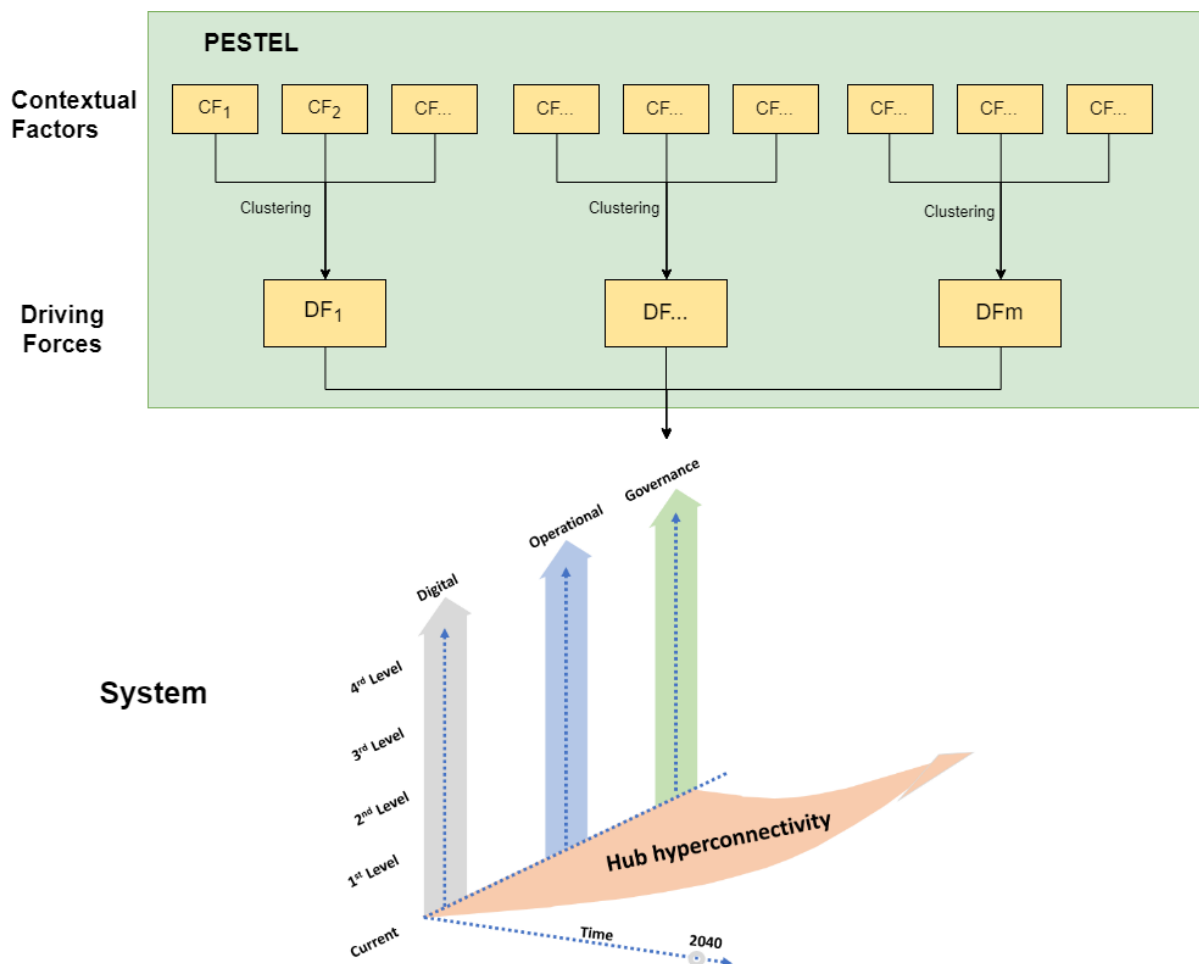 PESTEL
Contextual
Factors
CF1 CF2 CF... CF... CF... CF... CF... CF... CF...
Clustering Clustering Clustering
Driving
Forces
DF1 DF... DFm
System
Governance
Operational
Digital
4rd Level
3rd Level
2nd Level
1st Level
Current
Hub hyperconnectivity
Time
2040